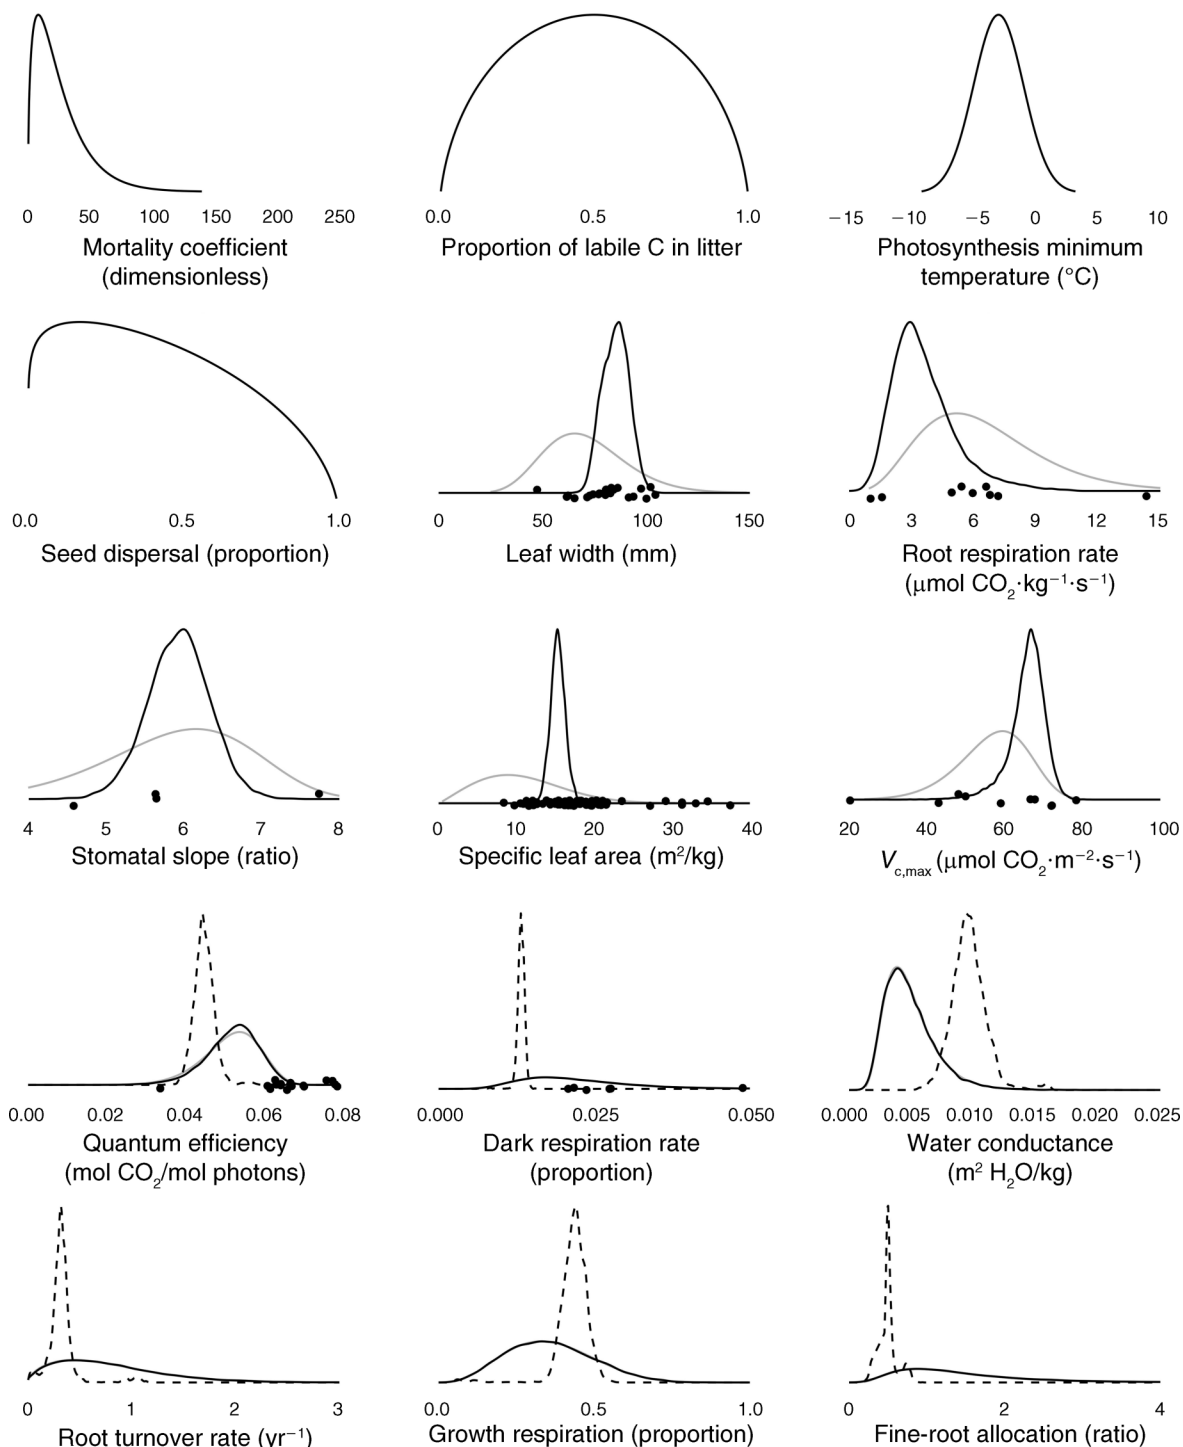 0 50 100 140 200 250
Mortality coefficient
(dimensionless)
0.0 0.5 1.0
Proportion of labile C in litter
−15 −10 −5 0 5 10
Photosynthesis minimum
temperature (°C)
0.0 0.5 1.0
Seed dispersal (proportion)
0 50 100 150
Leaf width (mm)
0 3 6 9 12 15
Root respiration rate
(μmol CO₂·kg⁻¹·s⁻¹)
4 5 6 7 8
Stomatal slope (ratio)
0 10 20 30 40
Specific leaf area (m²/kg)
20 40 60 80 100
Vc,max (μmol CO₂·m⁻²·s⁻¹)
0.00 0.02 0.04 0.06 0.08
Quantum efficiency
(mol CO₂/mol photons)
0.000 0.025 0.050
Dark respiration rate
(proportion)
0.000 0.005 0.010 0.016 0.020 0.025
Water conductance
(m² H₂O/kg)
0 1 2 3
Root turnover rate (yr⁻¹)
0.0 0.5 1.0
Growth respiration (proportion)
0 2 4
Fine-root allocation (ratio)